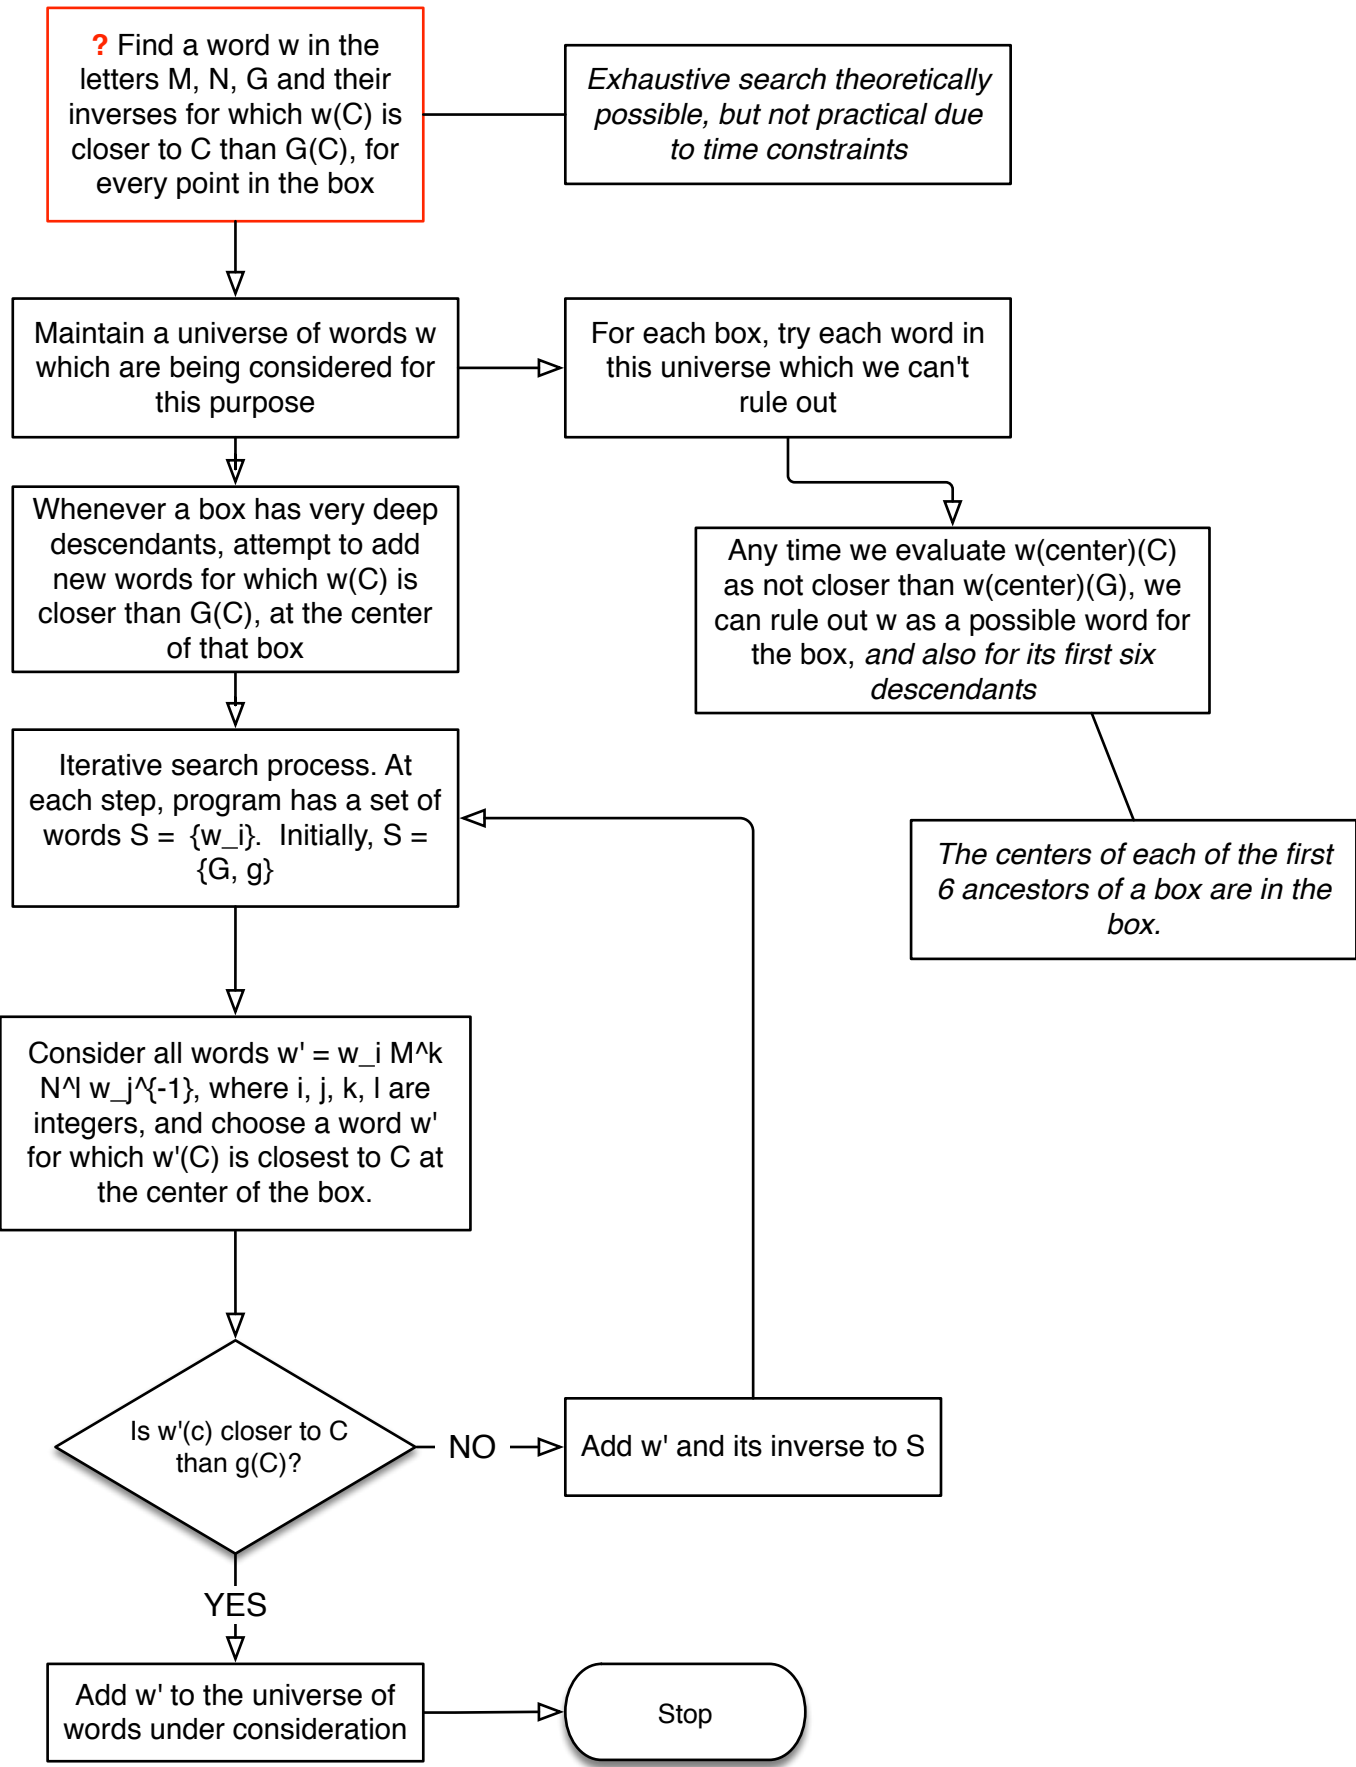 ? Find a word w in the
letters M, N, G and their
inverses for which w(C) is
closer to C than G(C), for
every point in the box
Exhaustive search theoretically
possible, but not practical due
to time constraints
Maintain a universe of words w
which are being considered for
this purpose
For each box, try each word in
this universe which we can't
rule out
Whenever a box has very deep
descendants, attempt to add
new words for which w(C) is
closer than G(C), at the center
of that box
Any time we evaluate w(center)(C)
as not closer than w(center)(G), we
can rule out w as a possible word for
the box, and also for its first six
descendants
Iterative search process. At
each step, program has a set of
words S = {w_i}. Initially, S =
{G, g}
The centers of each of the first
6 ancestors of a box are in the
box.
Consider all words w' = w_i M^k
N^l w_j^{-1}, where i, j, k, l are
integers, and choose a word w'
for which w'(C) is closest to C at
the center of the box.
Is w'(c) closer to C
than g(C)?
NO
Add w' and its inverse to S
YES
Add w' to the universe of
words under consideration
Stop